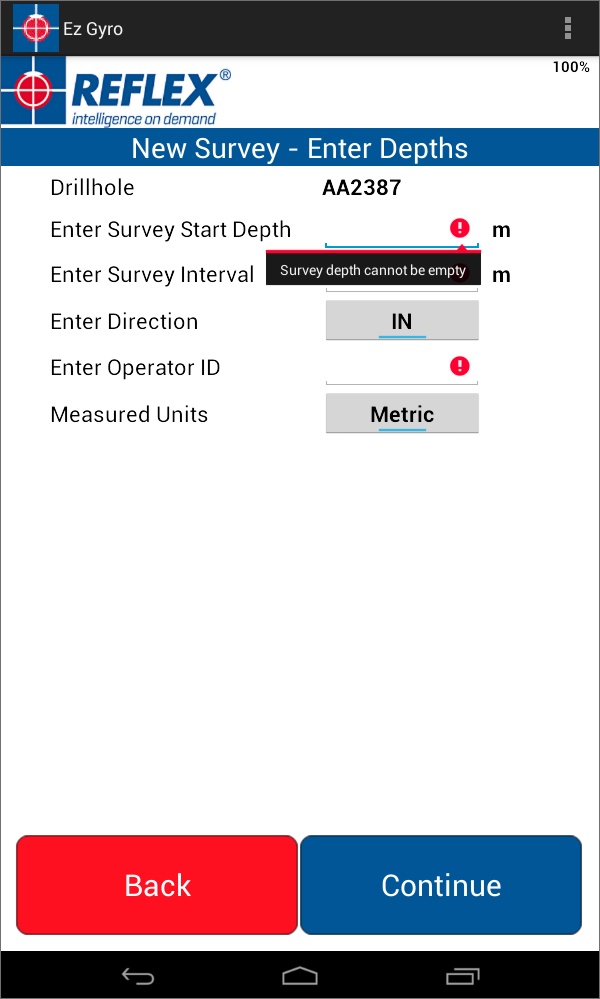 Ez Gyro
100%
REFLEX®
intelligence on demand
New Survey - Enter Depths
Drillhole AA2387
Enter Survey Start Depth m
Survey depth cannot be empty
Enter Survey Interval m
Enter Direction IN
Enter Operator ID
Measured Units Metric
Back Continue